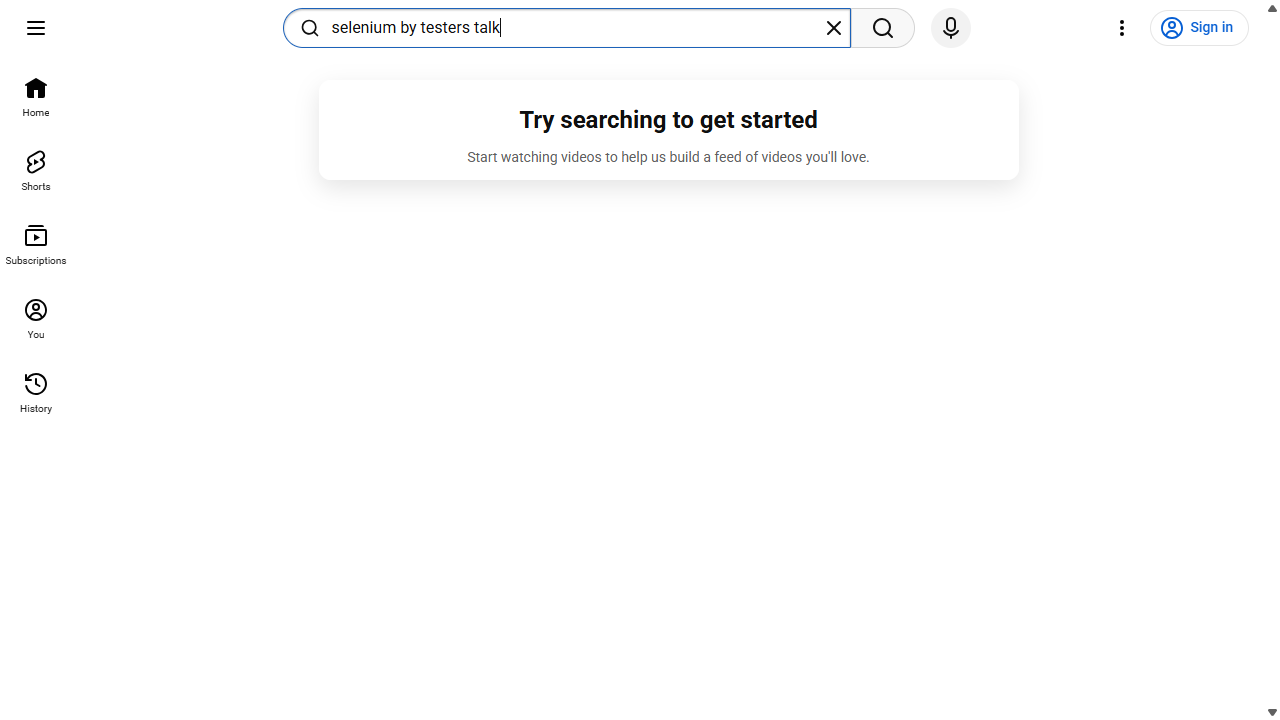 selenium by testers talk
Sign in
Home
Shorts
Subscriptions
You
History
Try searching to get started
Start watching videos to help us build a feed of videos you'll love.